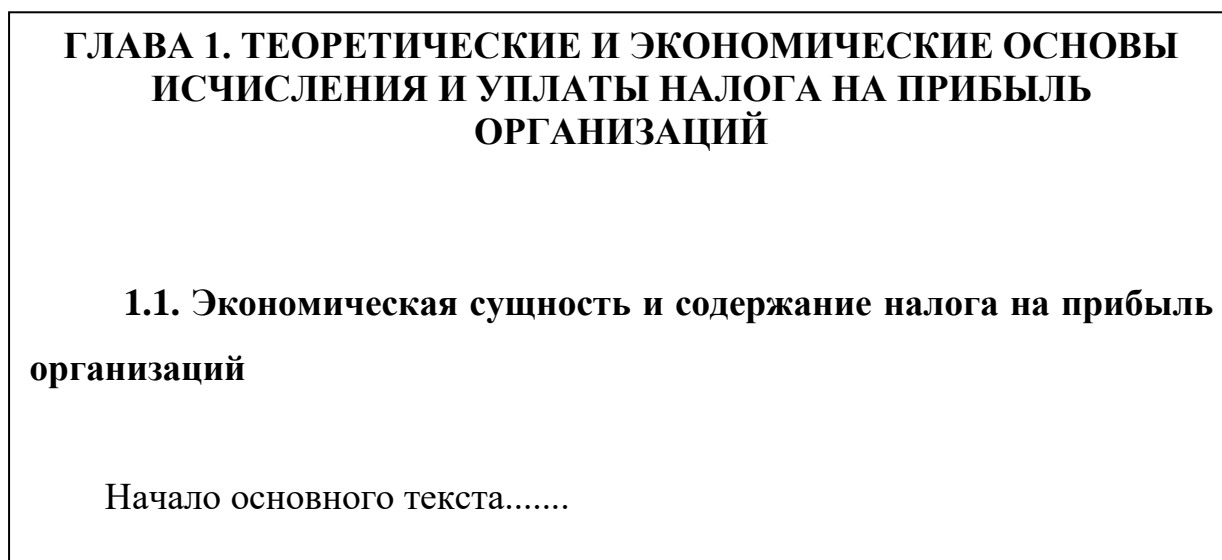 ГЛАВА 1. ТЕОРЕТИЧЕСКИЕ И ЭКОНОМИЧЕСКИЕ ОСНОВЫ
ИСЧИСЛЕНИЯ И УПЛАТЫ НАЛОГА НА ПРИБЫЛЬ
ОРГАНИЗАЦИЙ
1.1. Экономическая сущность и содержание налога на прибыль
организаций
Начало основного текста.......